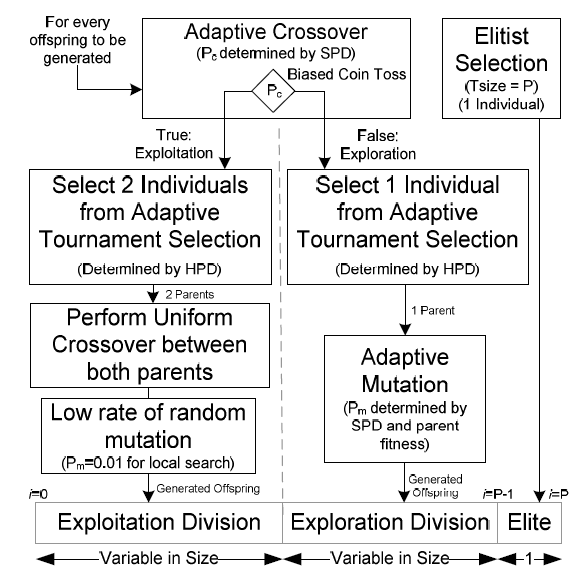 For every
offspring to be
generated
Adaptive Crossover
(Pc determined by SPD)
Biased Coin Toss
Pc
Elitist
Selection
(Tsize = P)
(1 Individual)
True:
Exploitation
False:
Exploration
Select 2 Individuals
from Adaptive
Tournament Selection
(Determined by HPD)
Select 1 Individual
from Adaptive
Tournament Selection
(Determined by HPD)
2 Parents
1 Parent
Perform Uniform
Crossover between
both parents
Adaptive
Mutation
(Pm determined by
SPD and parent
fitness)
Low rate of random
mutation
(Pm=0.01 for local search)
Generated Offspring
Generated
Offspring
i=0
i=P-1
i=P
Exploitation Division
Exploration Division
Elite
Variable in Size
Variable in Size
1